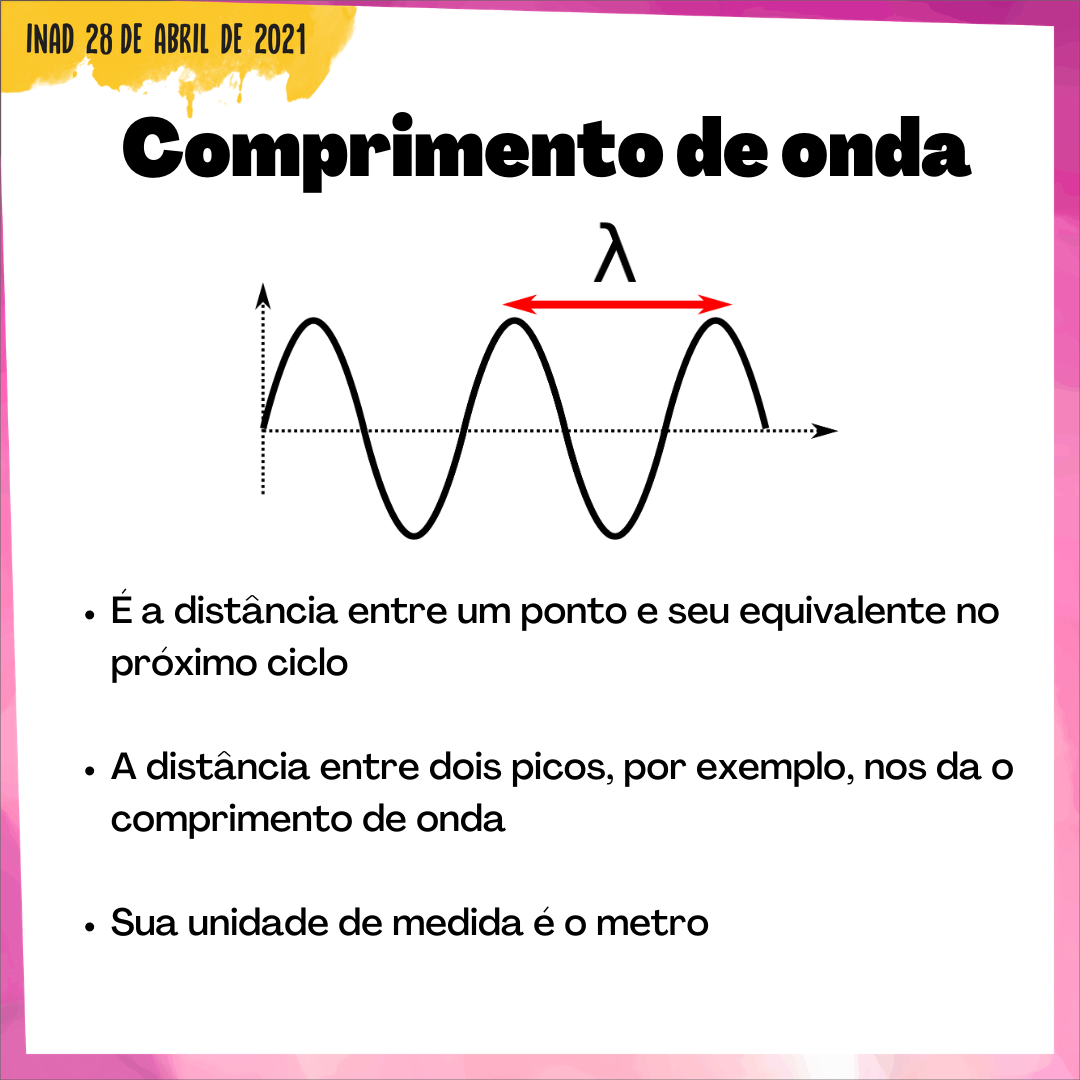 INAD 28 DE ABRIL DE 2021
Comprimento de onda
λ
• É a distância entre um ponto e seu equivalente no
próximo ciclo
• A distância entre dois picos, por exemplo, nos da o
comprimento de onda
• Sua unidade de medida é o metro